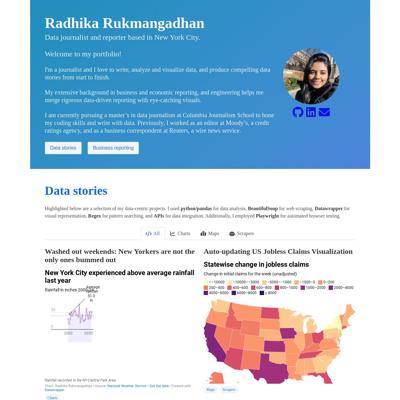 Radhika Rukmangadhan
Data journalist and reporter based in New York City.
Welcome to my portfolio!
I'm a journalist and I love to write, analyze and visualize data, and produce compelling data
stories from start to finish.
My extensive background in business and economic reporting, and engineering helps me
merge rigorous data-driven reporting with eye-catching visuals.
I am currently pursuing a master's in data journalism at Columbia Journalism School to hone
my coding skills and write with data. Previously, I worked as an editor at Moody's, a credit
ratings agency, and as a business correspondent at Reuters, a wire news service.
Data stories
Business reporting
Data stories
Highlighted below are a selection of my data-centric projects. I used python/pandas for data analysis, BeautifulSoup for web scraping, Datawrapper for
visual representation, Regex for pattern searching, and APIs for data integration. Additionally, I employed Playwright for automated browser testing.
All
Charts
Maps
Scrapers
Washed out weekends: New Yorkers are not the
only ones bummed out
New York City experienced above average rainfall
last year
Rainfall in inches 2000
Average
Rainfall recorded in the NY-Central Park Area
Chart: Radhika Rukmangadhan • Source: National Weather Service • Get the data • Created with
Datawrapper
Charts
Auto-updating US Jobless Claims Visualization
Statewise change in jobless claims
Change in initial claims for the week (unadjusted)
Maps
Scrapers